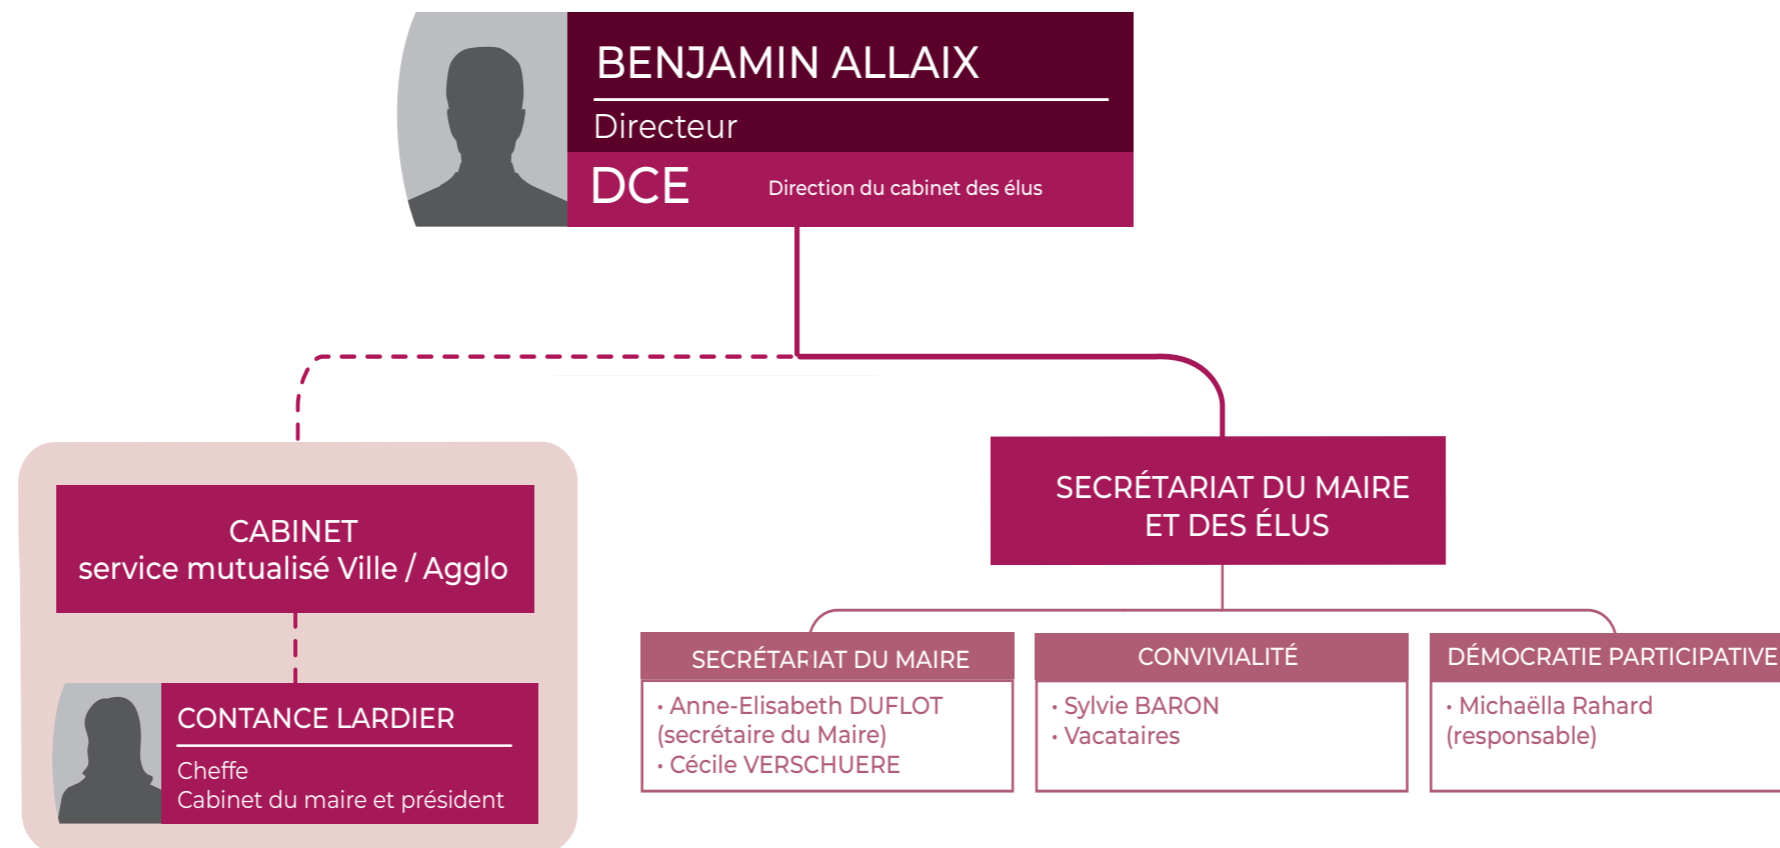 BENJAMIN ALLAIX
Directeur
DCE
Direction du cabinet des élus
CABINET
service mutualisé Ville / Agglo
CONTANCE LARDIER
Cheffe
Cabinet du maire et président
SECRÉTARIAT DU MAIRE
ET DES ÉLUS
SECRÉTARIAT DU MAIRE
• Anne-Elisabeth DUFLOT
(secrétaire du Maire)
• Cécile VERSCHUERE
CONVIVIALITÉ
• Sylvie BARON
• Vacataires
DÉMOCRATIE PARTICIPATIVE
• Michaëlla Rahard
(responsable)